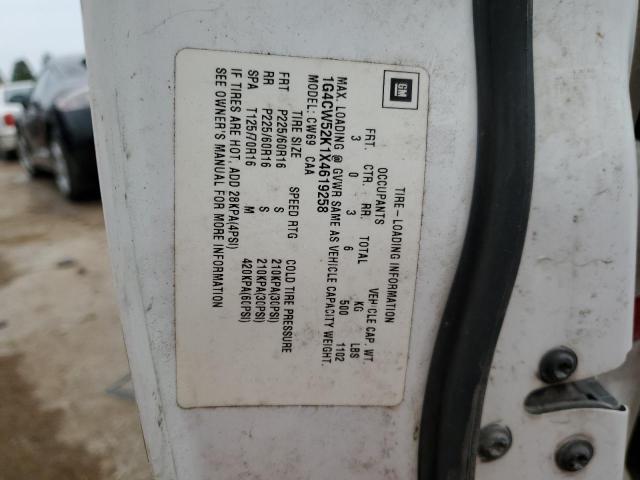 GM
TIRE-LOADING INFORMATION
OCCUPANTS VEHICLE CAP. WT.
FRT. CTR. RR. TOTAL KG LBS
3 0 3 6 500 1102
MAX. LOADING @ GVWR SAME AS VEHICLE CAPACITY WEIGHT.
1G4CW52K1X4619258
MODEL: CW69 CAA
TIRE SIZE SPEED RTG COLD TIRE PRESSURE
FRT P225/60R16 S 210KPA(30PSI)
RR P225/60R16 S 210KPA(30PSI)
SPA T125/70R16 M 420KPA(60PSI)
IF TIRES ARE HOT, ADD 28KPA(4PSI)
SEE OWNER'S MANUAL FOR MORE INFORMATION